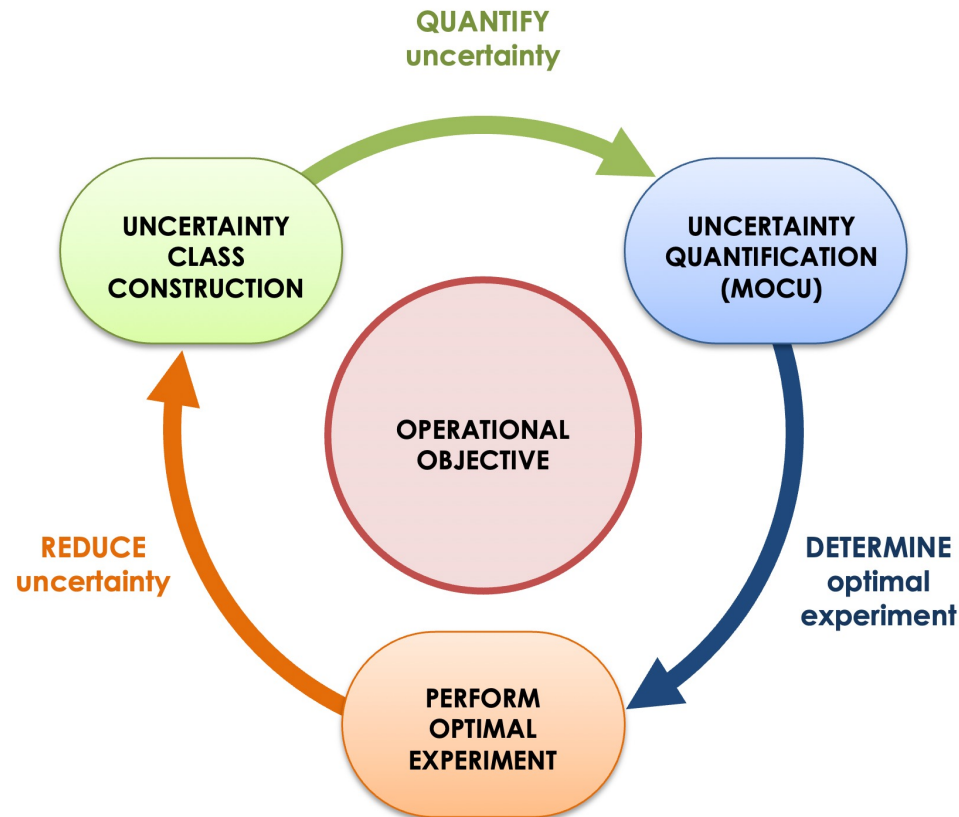 QUANTIFY
uncertainty
UNCERTAINTY
CLASS
CONSTRUCTION
UNCERTAINTY
QUANTIFICATION
(MOCU)
OPERATIONAL
OBJECTIVE
REDUCE
uncertainty
DETERMINE
optimal
experiment
PERFORM
OPTIMAL
EXPERIMENT